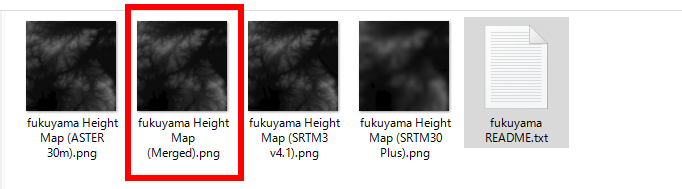 fukuyama Height
Map (ASTER
30m).png
fukuyama Height
Map
(Merged).png
fukuyama Height
Map (SRTM3
v4.1).png
fukuyama Height
Map (SRTM30
Plus).png
fukuyama
README.txt